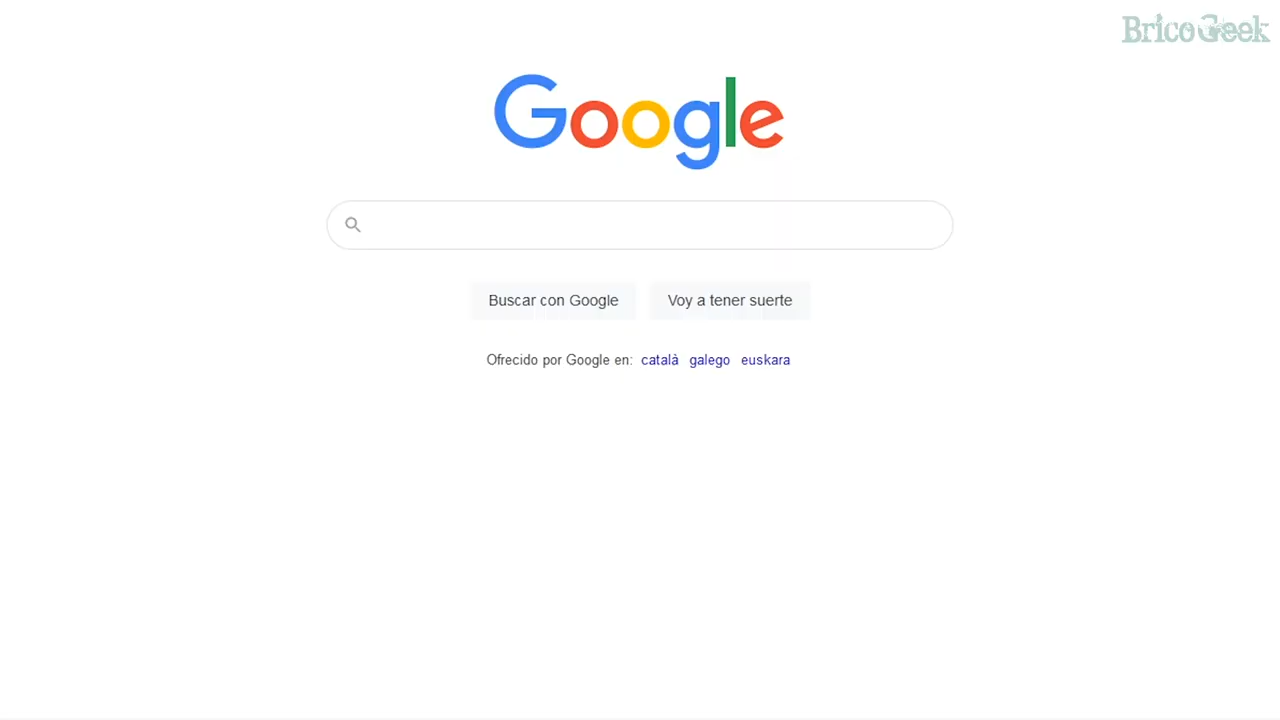 BricoGeek
Google
Buscar con Google
Voy a tener suerte
Ofrecido por Google en: català galego euskara